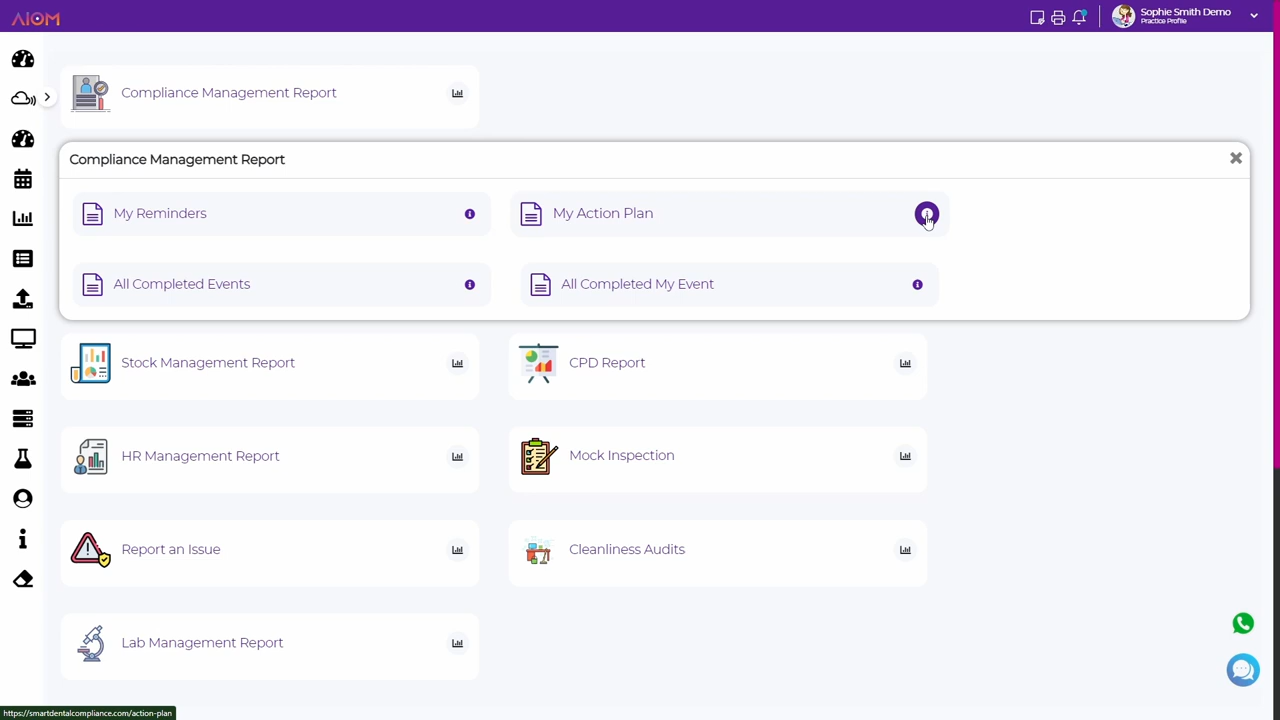 AIOM
Sophie Smith Demo
Practice Profile
Compliance Management Report
Compliance Management Report
My Reminders
My Action Plan
All Completed Events
All Completed My Event
Stock Management Report
CPD Report
HR Management Report
Mock Inspection
Report an Issue
Cleanliness Audits
Lab Management Report
https://smartdentalcompliance.com/action-plan